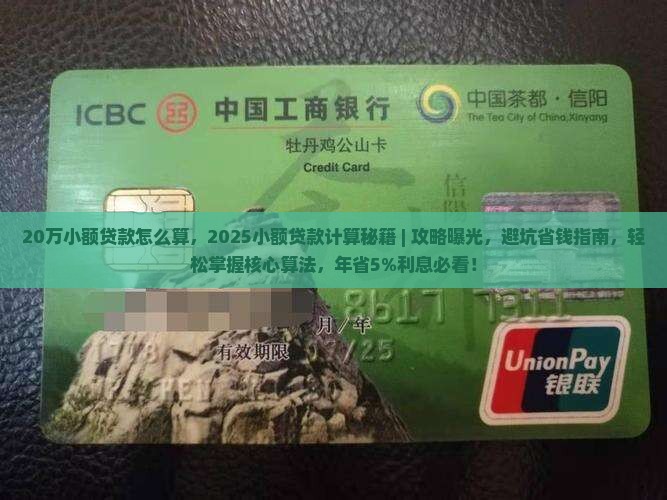 ICBC 中国工商银行
中国茶都·信阳
The Tea City of China,Xinyang
牡丹鸡公山卡
Credit Card
20万小额贷款怎么算，2025小额贷款计算秘籍 | 攻略曝光，避坑省钱指南，轻
松掌握核心算法，年省5%利息必看！
月/年
有效期限
UnionPay
银联